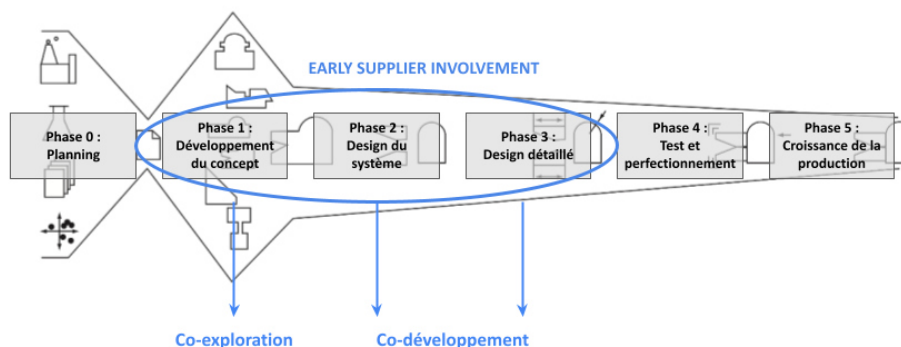 EARLY SUPPLIER INVOLVEMENT
Phase 0 :
Planning
Phase 1 :
Développement
du concept
Phase 2 :
Design du
système
Phase 3 :
Design détaillé
Phase 4 :
Test et
perfectionnement
Phase 5 :
Croissance de la
production
Co-exploration
Co-développement